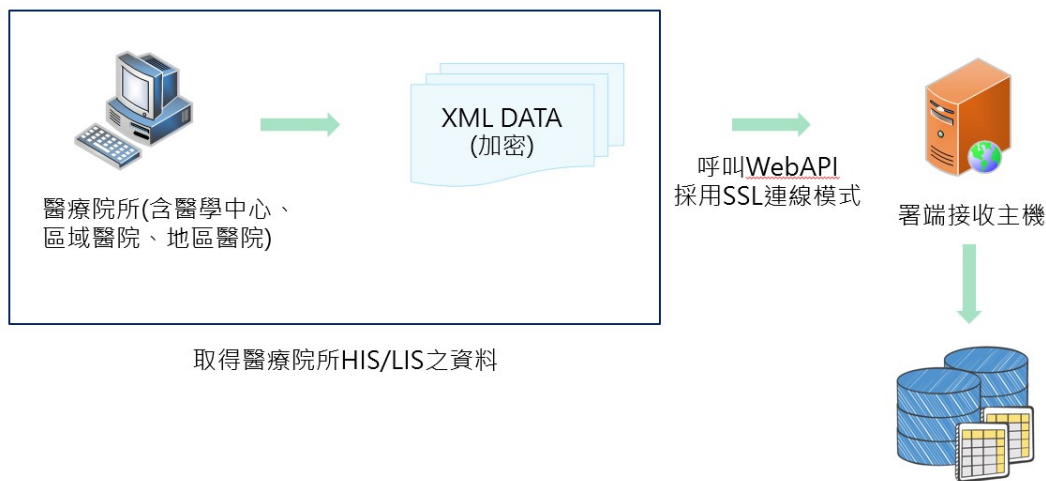 XML DATA
(加密)
醫療院所(含醫學中心、
區域醫院、地區醫院)
呼叫WebAPI
採用SSL連線模式
署端接收主機
取得醫療院所HIS/LIS之資料